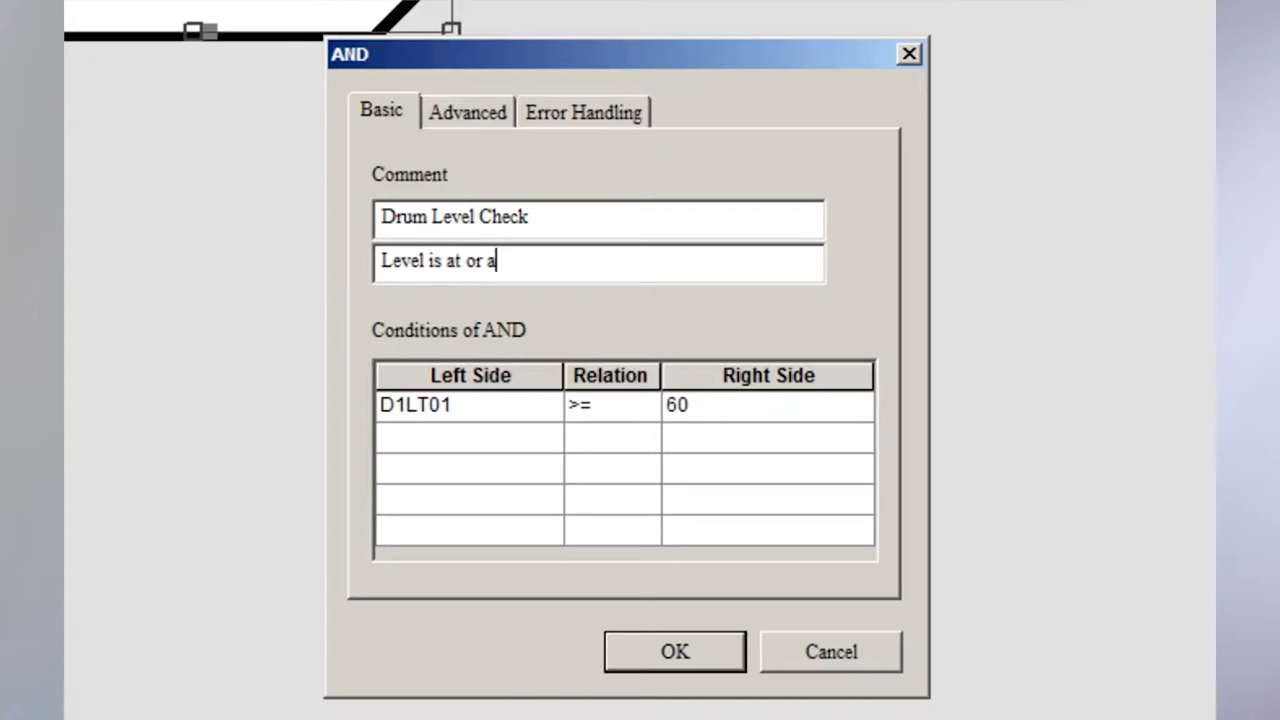 AND
Basic Advanced Error Handling
Comment
Drum Level Check
Level is at or a
Conditions of AND
Left Side Relation Right Side
D1LT01 >= 60
OK Cancel